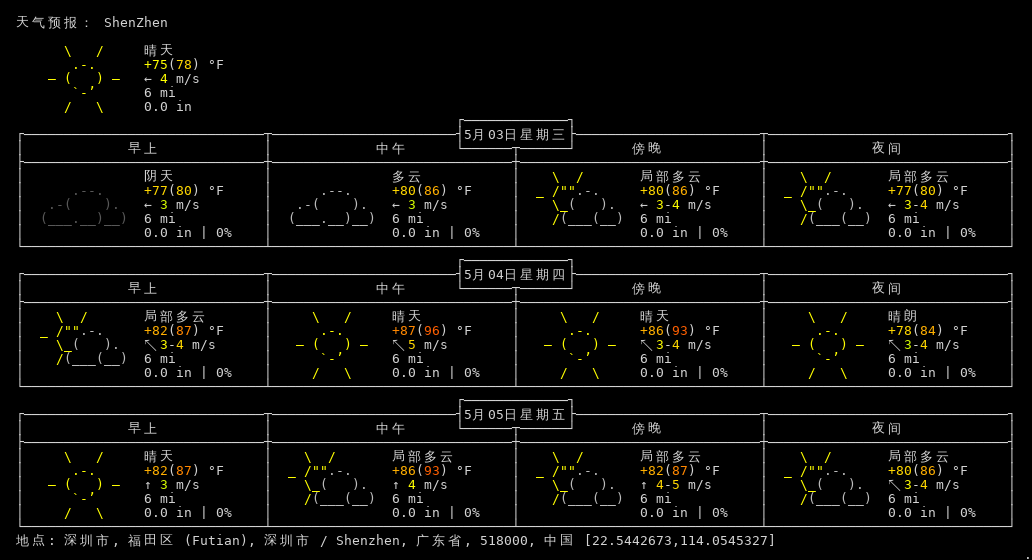 天气预报： ShenZhen
晴天
+75(78) °F
← 4 m/s
6 mi
0.0 in
5月03日星期三
早上 中午 傍晚 夜间
阴天 多云 局部多云 局部多云
+77(80) °F +80(86) °F +80(86) °F +77(80) °F
← 3 m/s ← 3 m/s ← 3-4 m/s ← 3-4 m/s
6 mi 6 mi 6 mi 6 mi
0.0 in | 0% 0.0 in | 0% 0.0 in | 0% 0.0 in | 0%
5月04日星期四
早上 中午 傍晚 夜间
局部多云 晴天 晴天 晴朗
+82(87) °F +87(96) °F +86(93) °F +78(84) °F
↖ 3-4 m/s ↖ 5 m/s ↖ 3-4 m/s ↖ 3-4 m/s
6 mi 6 mi 6 mi 6 mi
0.0 in | 0% 0.0 in | 0% 0.0 in | 0% 0.0 in | 0%
5月05日星期五
早上 中午 傍晚 夜间
晴天 局部多云 局部多云 局部多云
+82(87) °F +86(93) °F +82(87) °F +80(86) °F
↑ 3 m/s ↑ 4 m/s ↑ 4-5 m/s ↖ 3-4 m/s
6 mi 6 mi 6 mi 6 mi
0.0 in | 0% 0.0 in | 0% 0.0 in | 0% 0.0 in | 0%
地点: 深圳市, 福田区 (Futian), 深圳市 / Shenzhen, 广东省, 518000, 中国 [22.5442673,114.0545327]